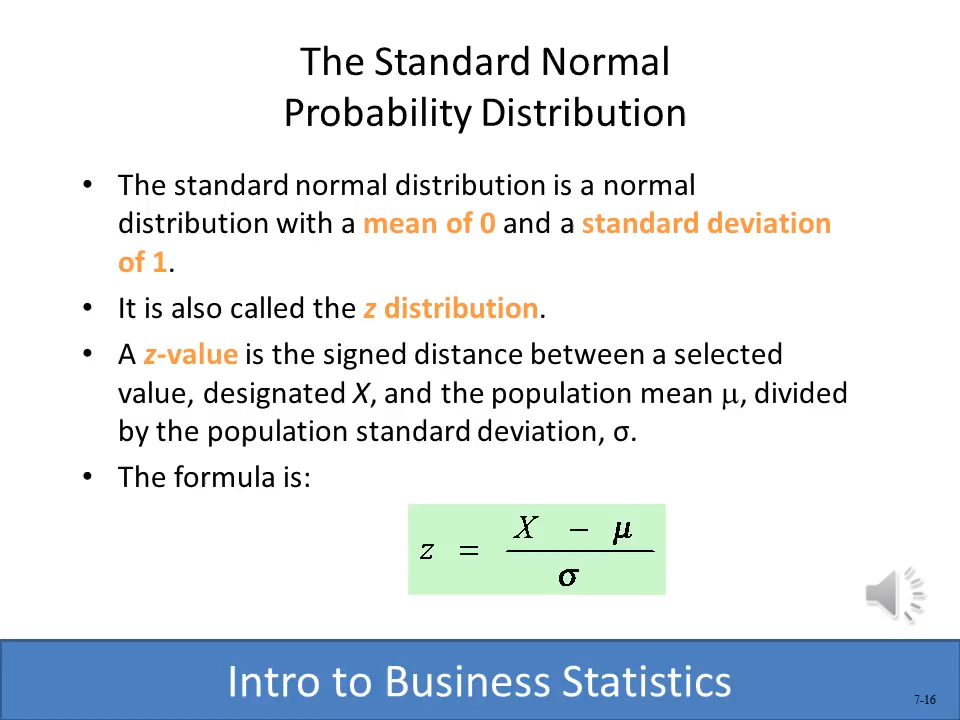 The Standard Normal
Probability Distribution
• The standard normal distribution is a normal
distribution with a mean of 0 and a standard deviation
of 1.
• It is also called the z distribution.
• A z-value is the signed distance between a selected
value, designated X, and the population mean μ, divided
by the population standard deviation, σ.
• The formula is:
z = (X − μ) / σ
Intro to Business Statistics
7-16